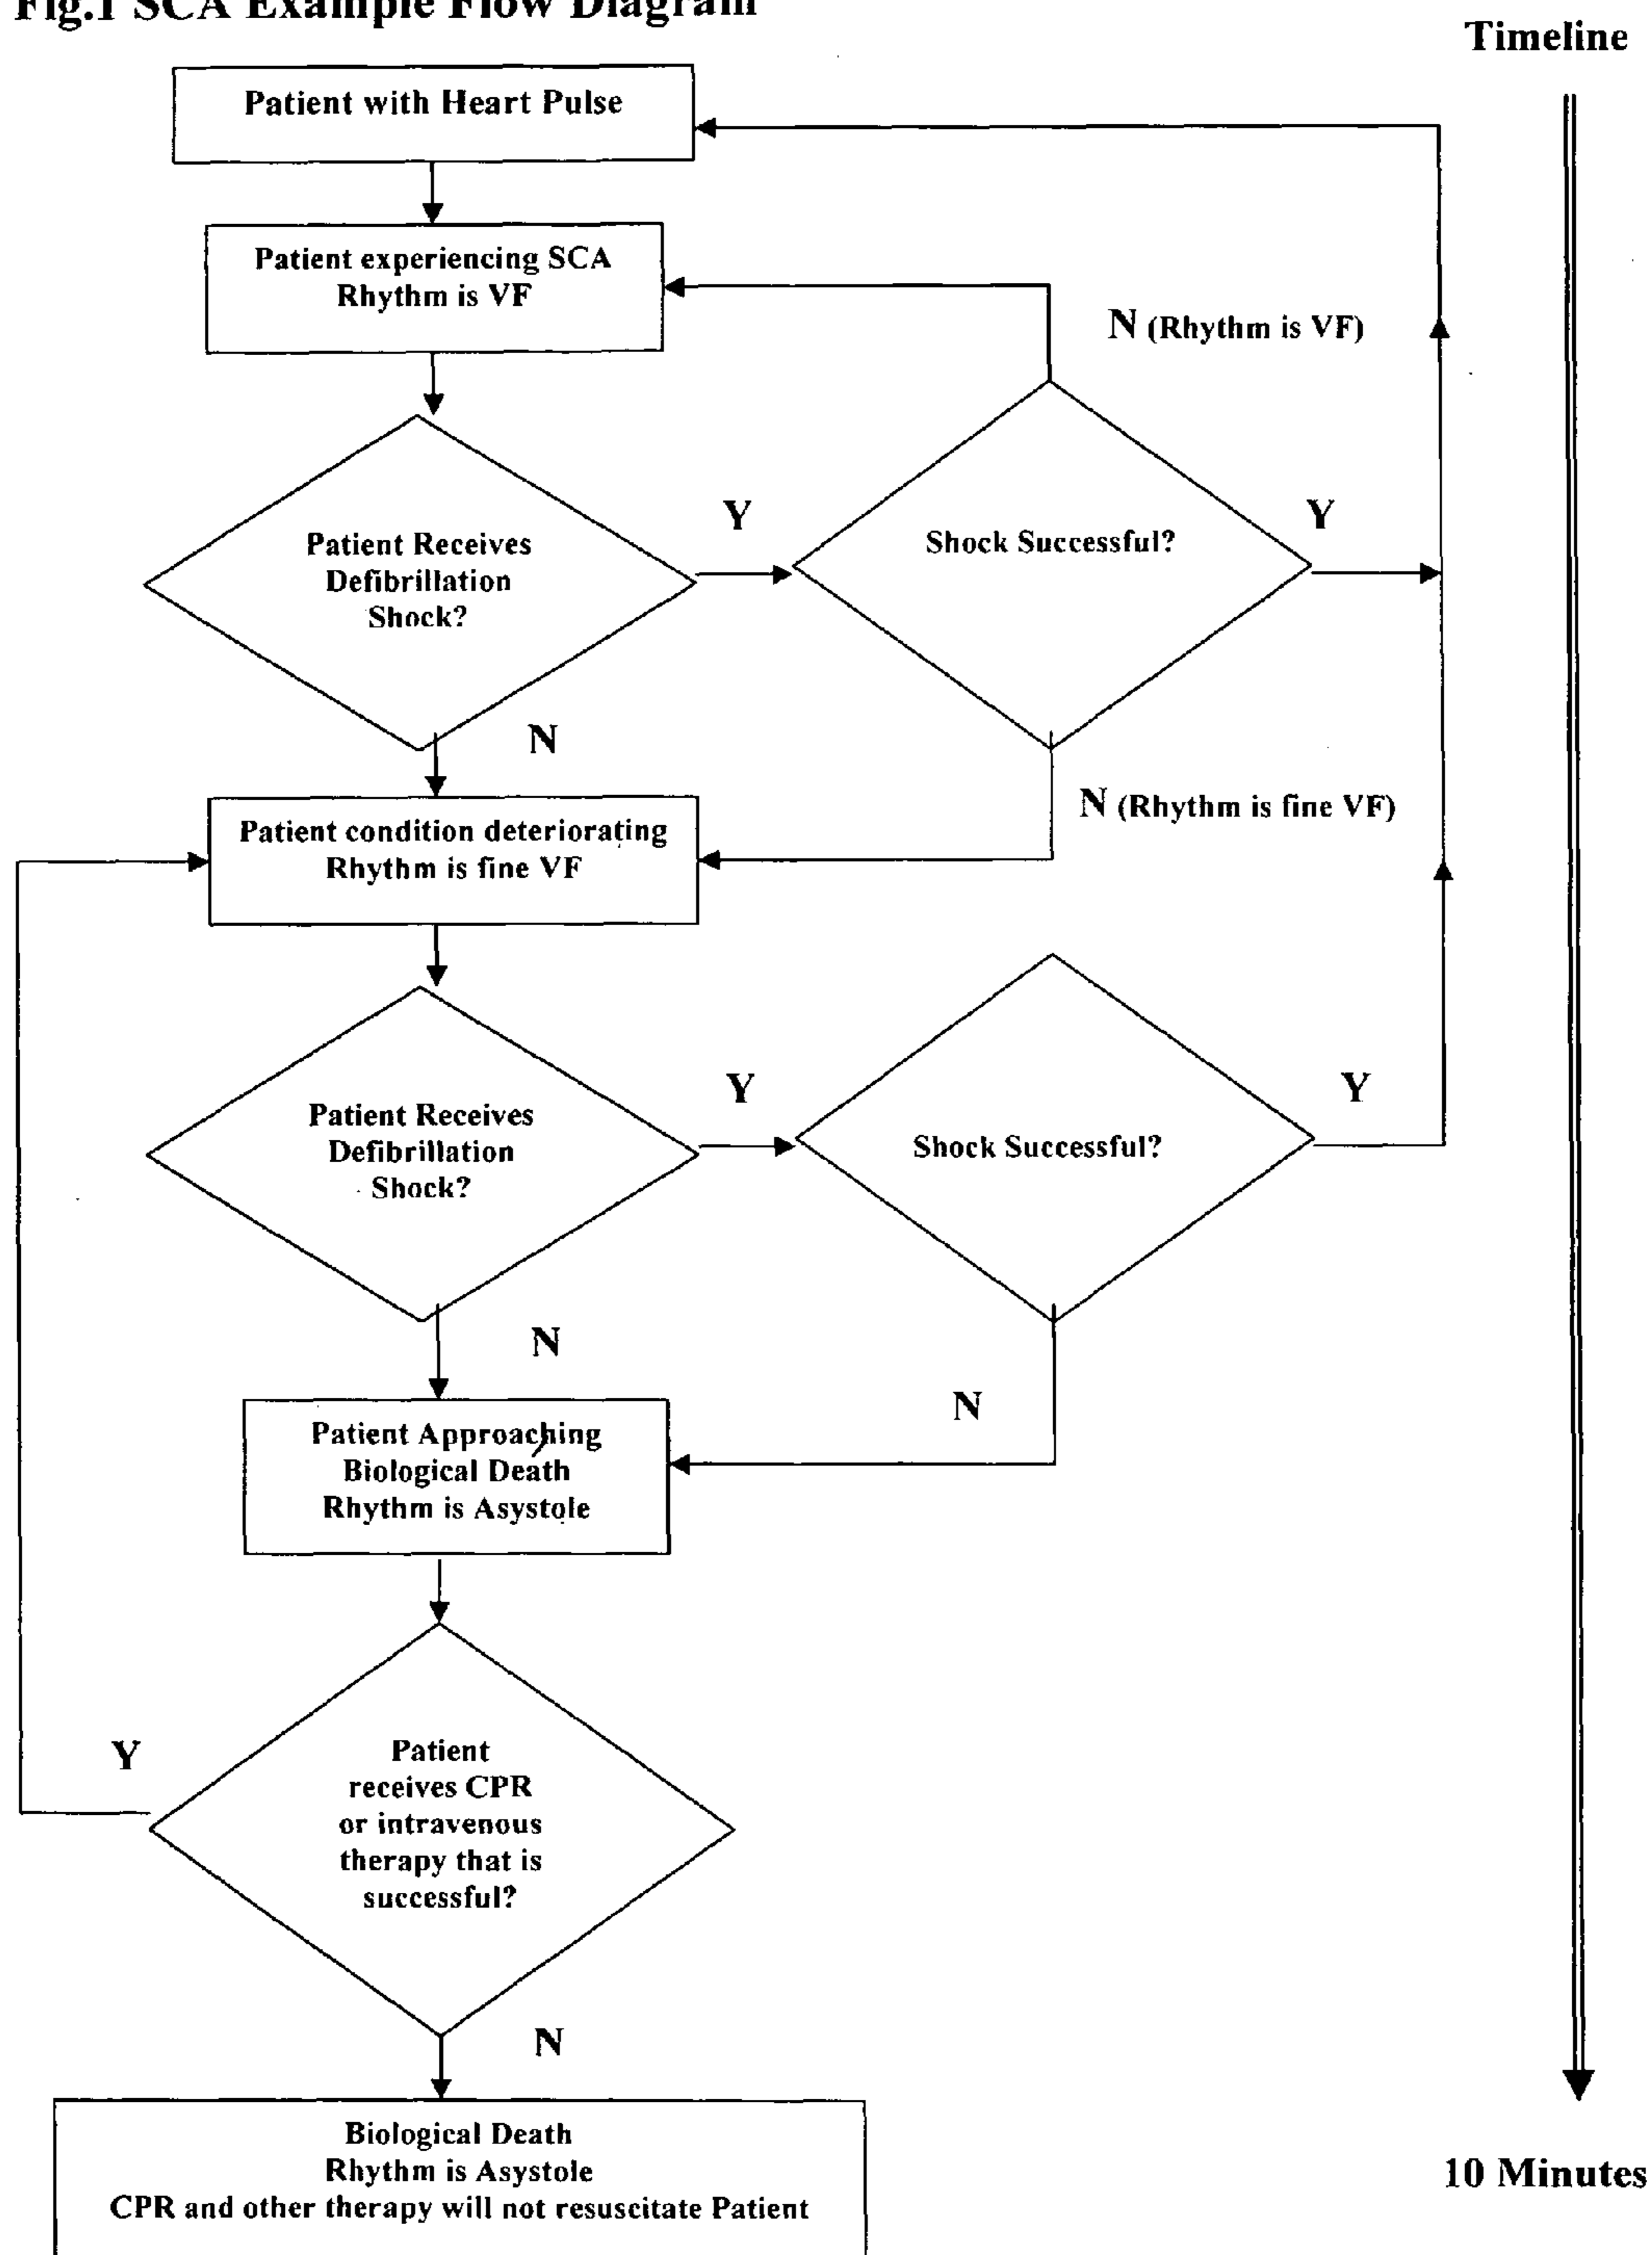 Fig.1 SCA Example Flow Diagram
Timeline
Patient with Heart Pulse
Patient experiencing SCA
Rhythm is VF
N (Rhythm is VF)
Patient Receives
Defibrillation
Shock?
Y
Shock Successful?
Y
N
N (Rhythm is fine VF)
Patient condition deteriorating
Rhythm is fine VF
Patient Receives
Defibrillation
Shock?
Y
Shock Successful?
Y
N
N
Patient Approaching
Biological Death
Rhythm is Asystole
Y
Patient
receives CPR
or intravenous
therapy that is
successful?
N
Biological Death
Rhythm is Asystole
CPR and other therapy will not resuscitate Patient
10 Minutes